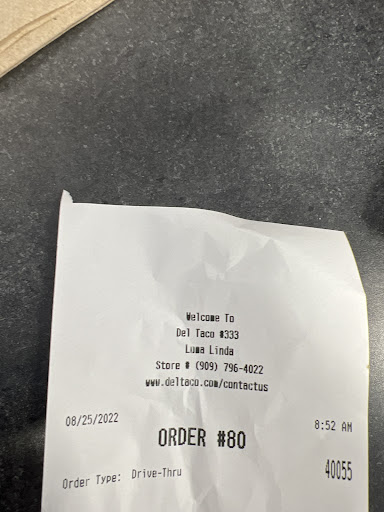 Welcome To
Del Taco #333
Loma Linda
Store # (909) 796-4022
www.deltaco.com/contactus
08/25/2022 8:52 AM
ORDER #80
Order Type: Drive-Thru 40055